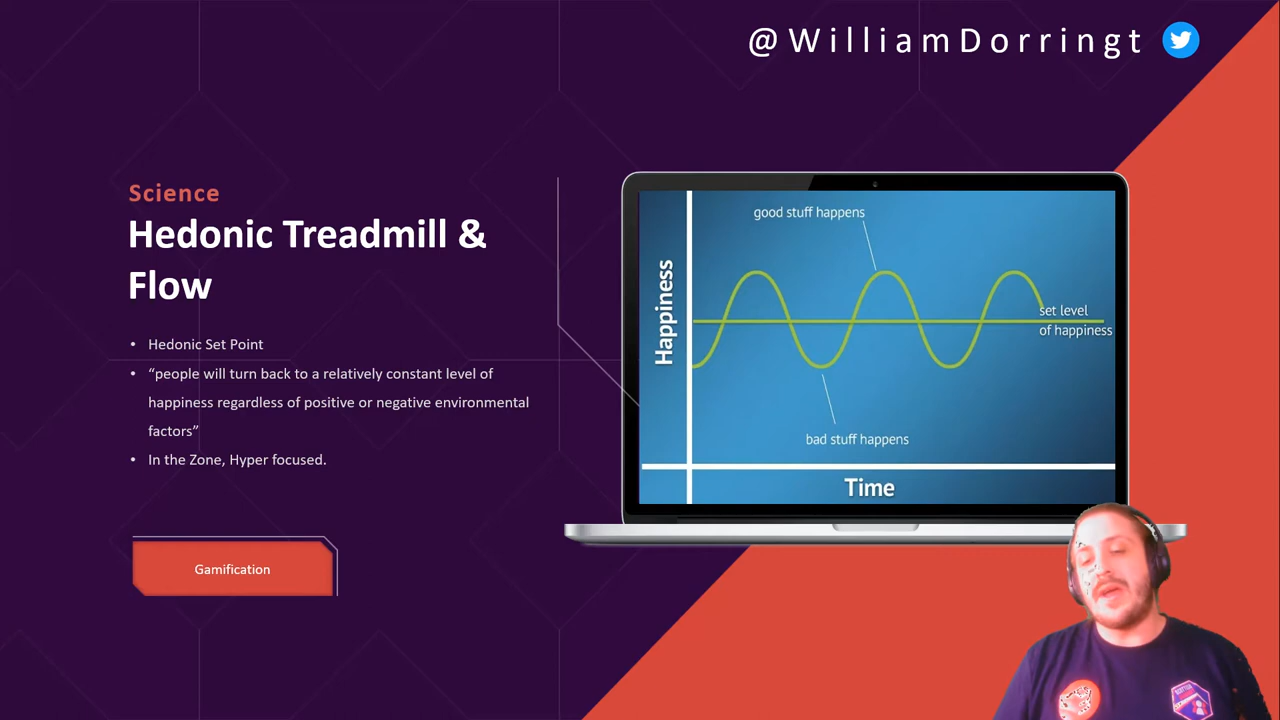 @WilliamDorringt
Science
Hedonic Treadmill &
Flow
• Hedonic Set Point
• “people will turn back to a relatively constant level of
happiness regardless of positive or negative environmental
factors”
• In the Zone, Hyper focused.
Gamification
good stuff happens
Happiness
set level
of happiness
bad stuff happens
Time